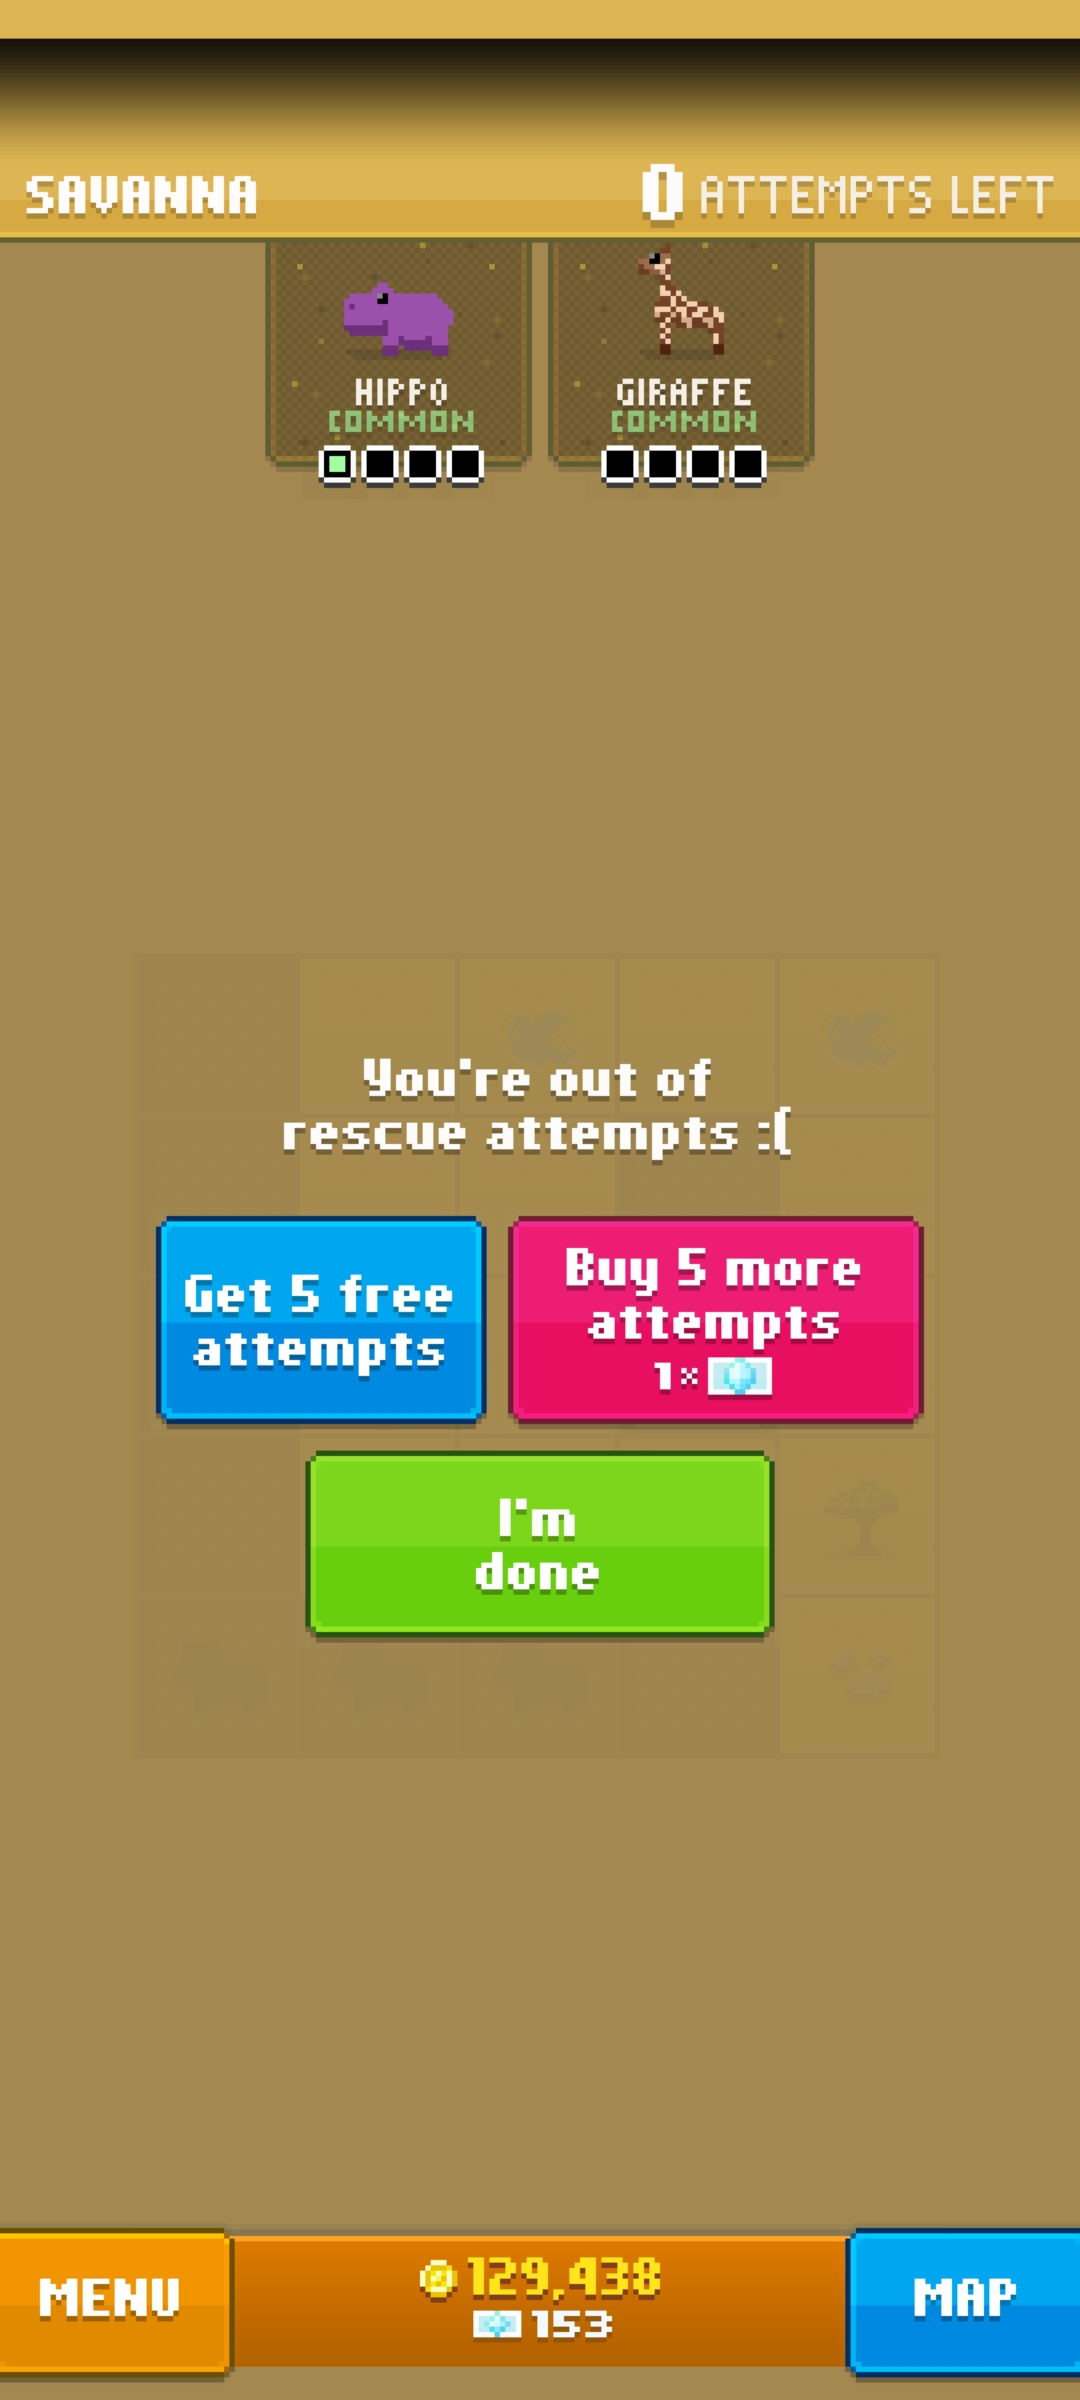 SAVANNA
0 ATTEMPTS LEFT
HIPPO
COMMON
GIRAFFE
COMMON
You're out of
rescue attempts :(
Get 5 free
attempts
Buy 5 more
attempts
1×
I'm
done
MENU
129,438
153
MAP